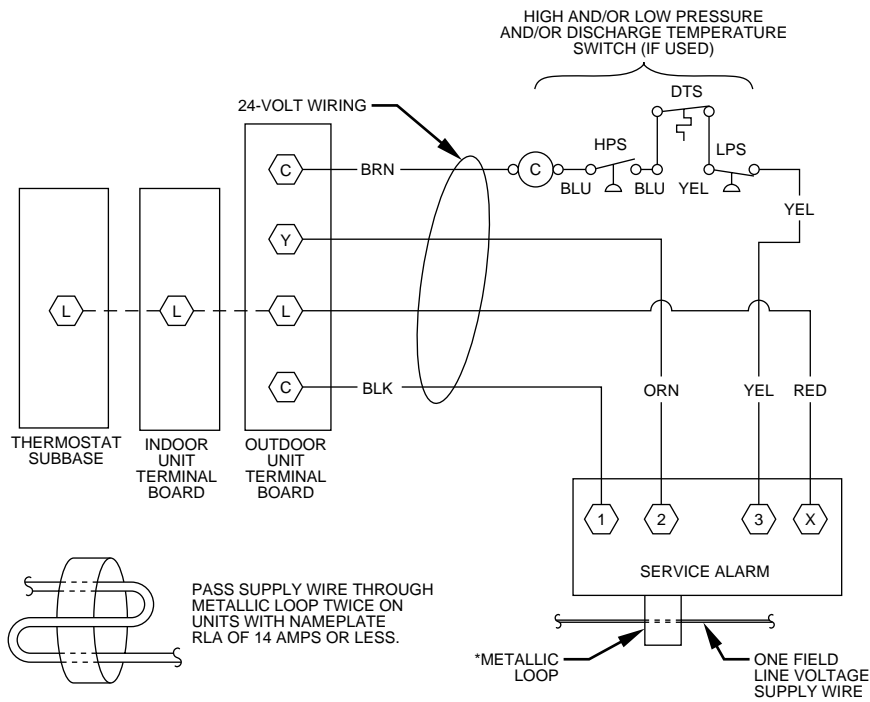 HIGH AND/OR LOW PRESSURE
AND/OR DISCHARGE TEMPERATURE
SWITCH (IF USED)
24-VOLT WIRING
DTS
HPS
LPS
C
BRN
C
BLU
BLU
YEL
YEL
Y
L
L
L
C
BLK
ORN
YEL
RED
THERMOSTAT
SUBBASE
INDOOR
UNIT
TERMINAL
BOARD
OUTDOOR
UNIT
TERMINAL
BOARD
1
2
3
X
SERVICE ALARM
PASS SUPPLY WIRE THROUGH
METALLIC LOOP TWICE ON
UNITS WITH NAMEPLATE
RLA OF 14 AMPS OR LESS.
*METALLIC
LOOP
ONE FIELD
LINE VOLTAGE
SUPPLY WIRE